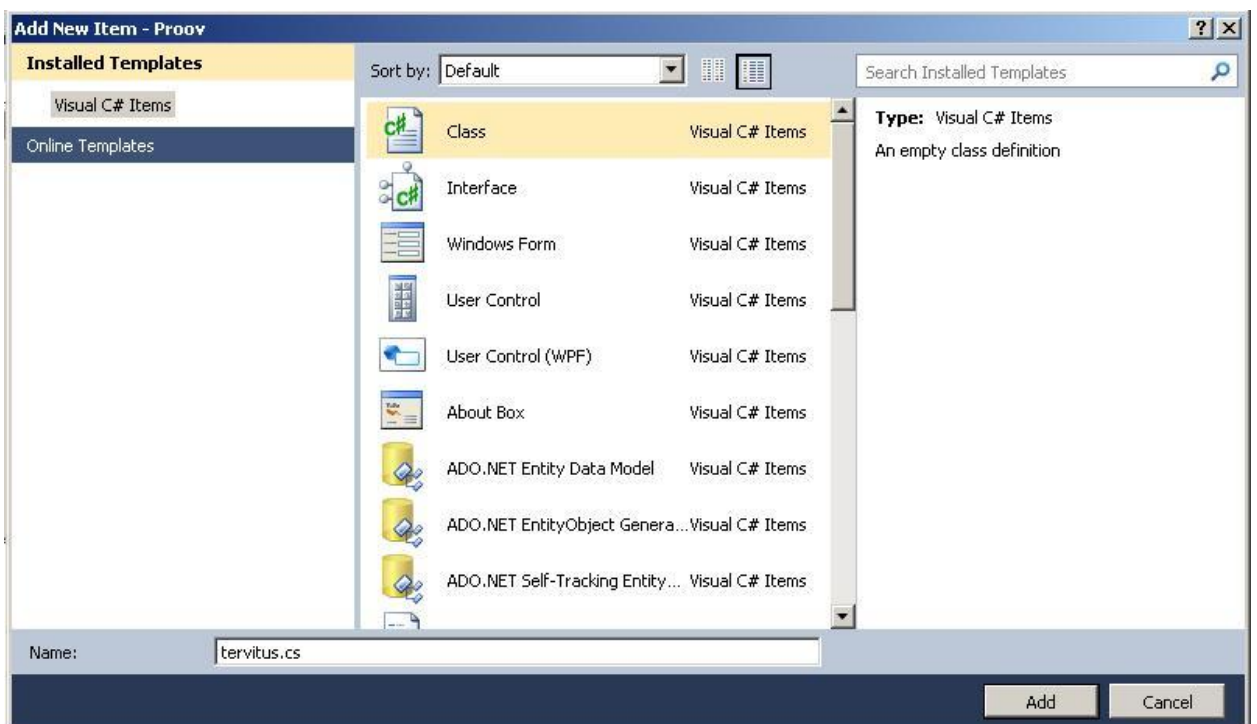 Add New Item - Proov
Installed Templates
Visual C# Items
Online Templates
Sort by: Default
Search Installed Templates
Class Visual C# Items
Interface Visual C# Items
Windows Form Visual C# Items
User Control Visual C# Items
User Control (WPF) Visual C# Items
About Box Visual C# Items
ADO.NET Entity Data Model Visual C# Items
ADO.NET EntityObject Genera... Visual C# Items
ADO.NET Self-Tracking Entity... Visual C# Items
Type: Visual C# Items
An empty class definition
Name: tervitus.cs
Add Cancel